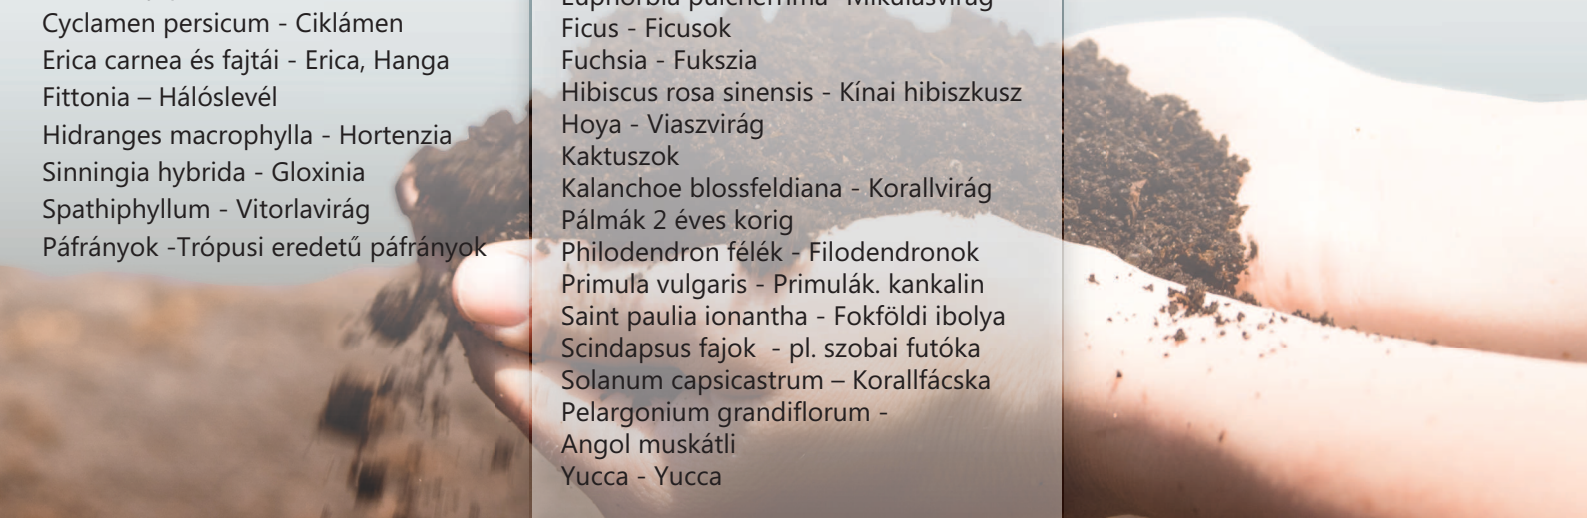 Cyclamen persicum - Ciklámen
Erica carnea és fajtái - Erica, Hanga
Fittonia – Hálóslevél
Hidranges macrophylla - Hortenzia
Sinningia hybrida - Gloxinia
Spathiphyllum - Vitorlavirág
Páfrányok -Trópusi eredetű páfrányok
Euphorbia pulcherrima -Mikulásvirág
Ficus - Ficusok
Fuchsia - Fukszia
Hibiscus rosa sinensis - Kínai hibiszkusz
Hoya - Viaszvirág
Kaktuszok
Kalanchoe blossfeldiana - Korallvirág
Pálmák 2 éves korig
Philodendron félék - Filodendronok
Primula vulgaris - Primulák. kankalin
Saint paulia ionantha - Fokföldi ibolya
Scindapsus fajok  - pl. szobai futóka
Solanum capsicastrum – Korallfácska
Pelargonium grandiflorum -
Angol muskátli
Yucca - Yucca